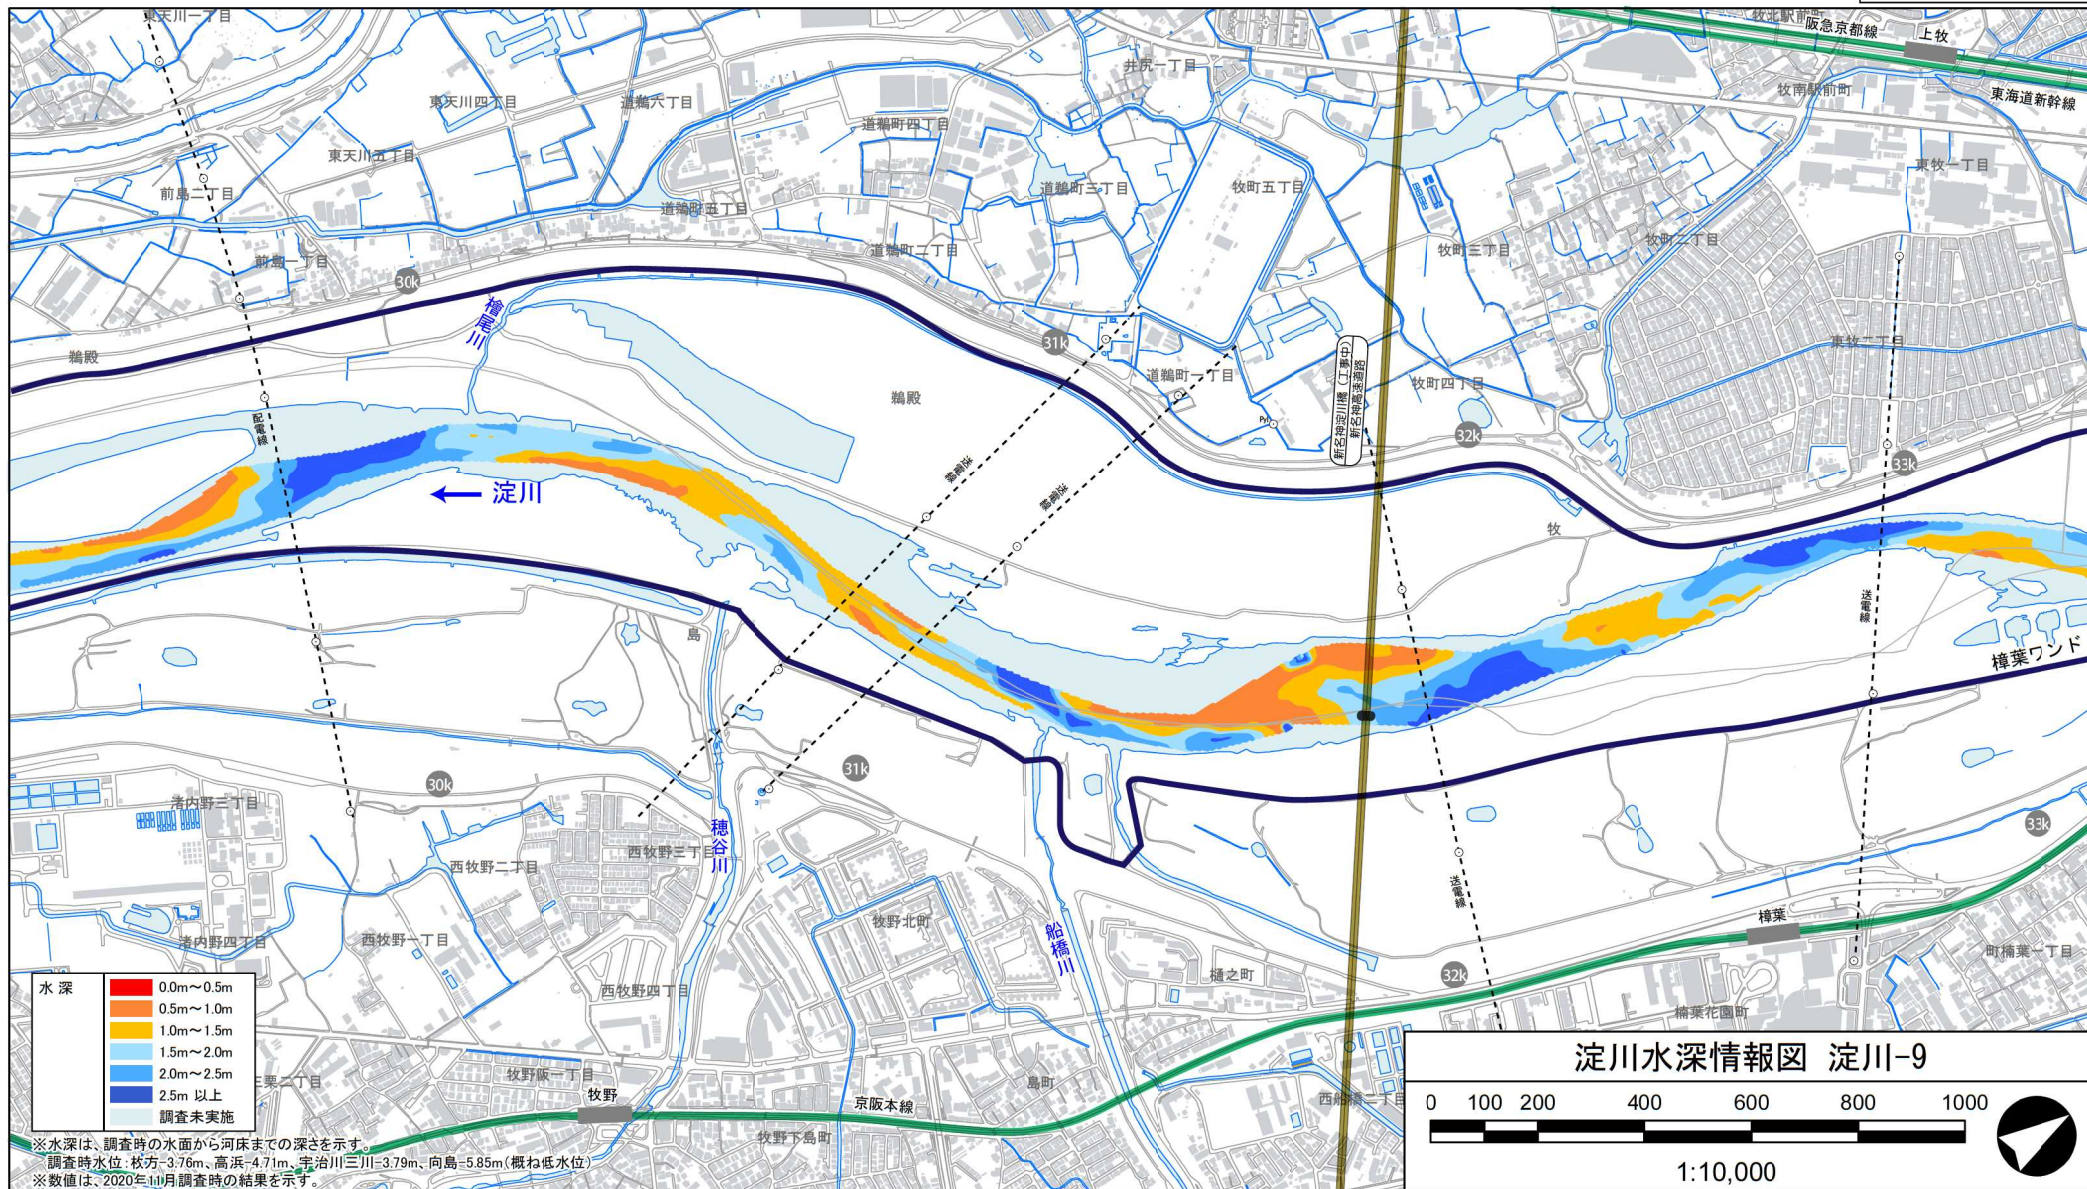 東天川一丁目
牧北駅前町
阪急京都線
上牧
井尻一丁目
牧南駅前町
東海道新幹線
東天川四丁目
道鵜六丁目
道鵜町四丁目
東天川五丁目
東牧一丁目
前島二丁目
道鵜町三丁目
牧町五丁目
道鵜町五丁目
道鵜町二丁目
牧町三丁目
牧町二丁目
前島一丁目
30k
檜尾川
31k
東牧二丁目
鵜殿
新名神淀川橋(工事中)
新名神高速道路
道鵜町一丁目
牧町四丁目
鵜殿
配電線
32k
33k
送電線
送電線
← 淀川
牧
送電線
島
樟葉ワンド
30k
31k
33k
渚内野三丁目
穂谷川
西牧野三丁目
西牧野二丁目
送電線
牧野北町
樟葉
船橋川
渚内野四丁目
西牧野一丁目
町楠葉一丁目
樋之町
32k
西牧野四丁目
楠葉花園町
水深
0.0m～0.5m
0.5m～1.0m
1.0m～1.5m
1.5m～2.0m
2.0m～2.5m
2.5m 以上
調査未実施
三栗二丁目
牧野阪一丁目
牧野
京阪本線
島町
西船橋二丁目
牧野下島町
※水深は、調査時の水面から河床までの深さを示す。
調査時水位:枚方-3.76m、高浜-4.71m、宇治川三川-3.79m、向島-5.85m(概ね低水位)
※数値は、2020年11月調査時の結果を示す。
淀川水深情報図 淀川-9
0 100 200 400 600 800 1000
1:10,000